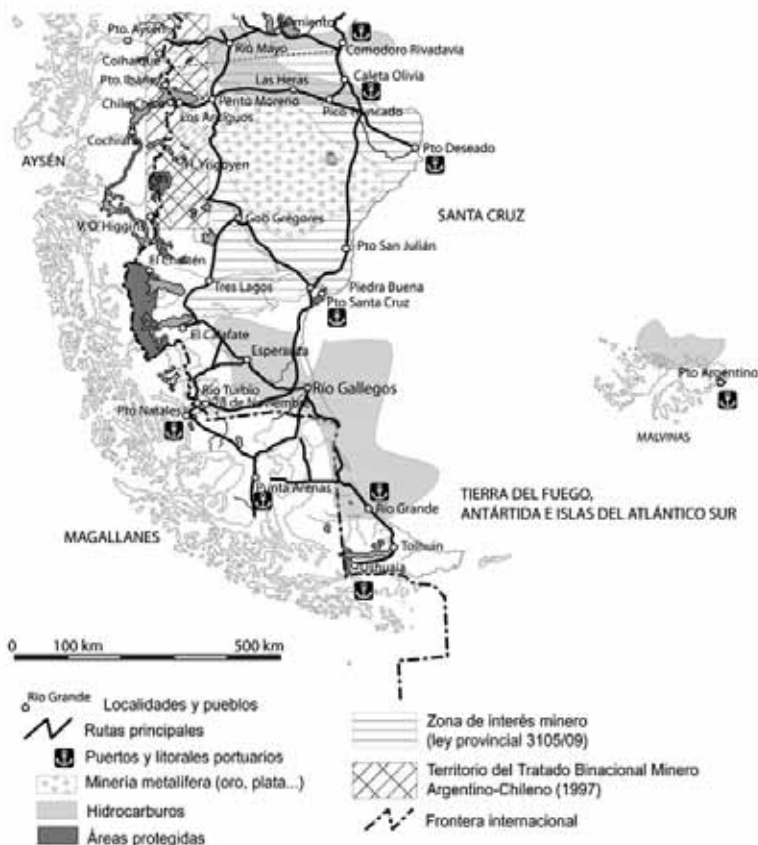 Pto. Aysén
Sarmiento
Río Mayo
Comodoro Rivadavia
Coihaique
Pto. Ibáñez
Las Heras
Caleta Olivia
Chile Chico
Perito Moreno
Pico Truncado
Los Antiguos
Cochrane
Pto Deseado
AYSÉN
H. Yrigoyen
SANTA CRUZ
V. O'Higgins
Gob Gregores
Pto San Julián
El Chaltén
Tres Lagos
Piedra Buena
Pto Santa Cruz
El Calafate
Esperanza
Pto Argentino
Río Turbio
Río Gallegos
28 de Noviembre
Pto Natales
MALVINAS
Punta Arenas
TIERRA DEL FUEGO,
ANTÁRTIDA E ISLAS DEL ATLÁNTICO SUR
Río Grande
MAGALLANES
Tolhuin
Ushuaia
0 100 km 500 km
Río Grande Localidades y pueblos
Rutas principales
Puertos y litorales portuarios
Minería metalífera (oro, plata...)
Hidrocarburos
Áreas protegidas
Zona de interés minero
(ley provincial 3105/09)
Territorio del Tratado Binacional Minero
Argentino-Chileno (1997)
Frontera internacional